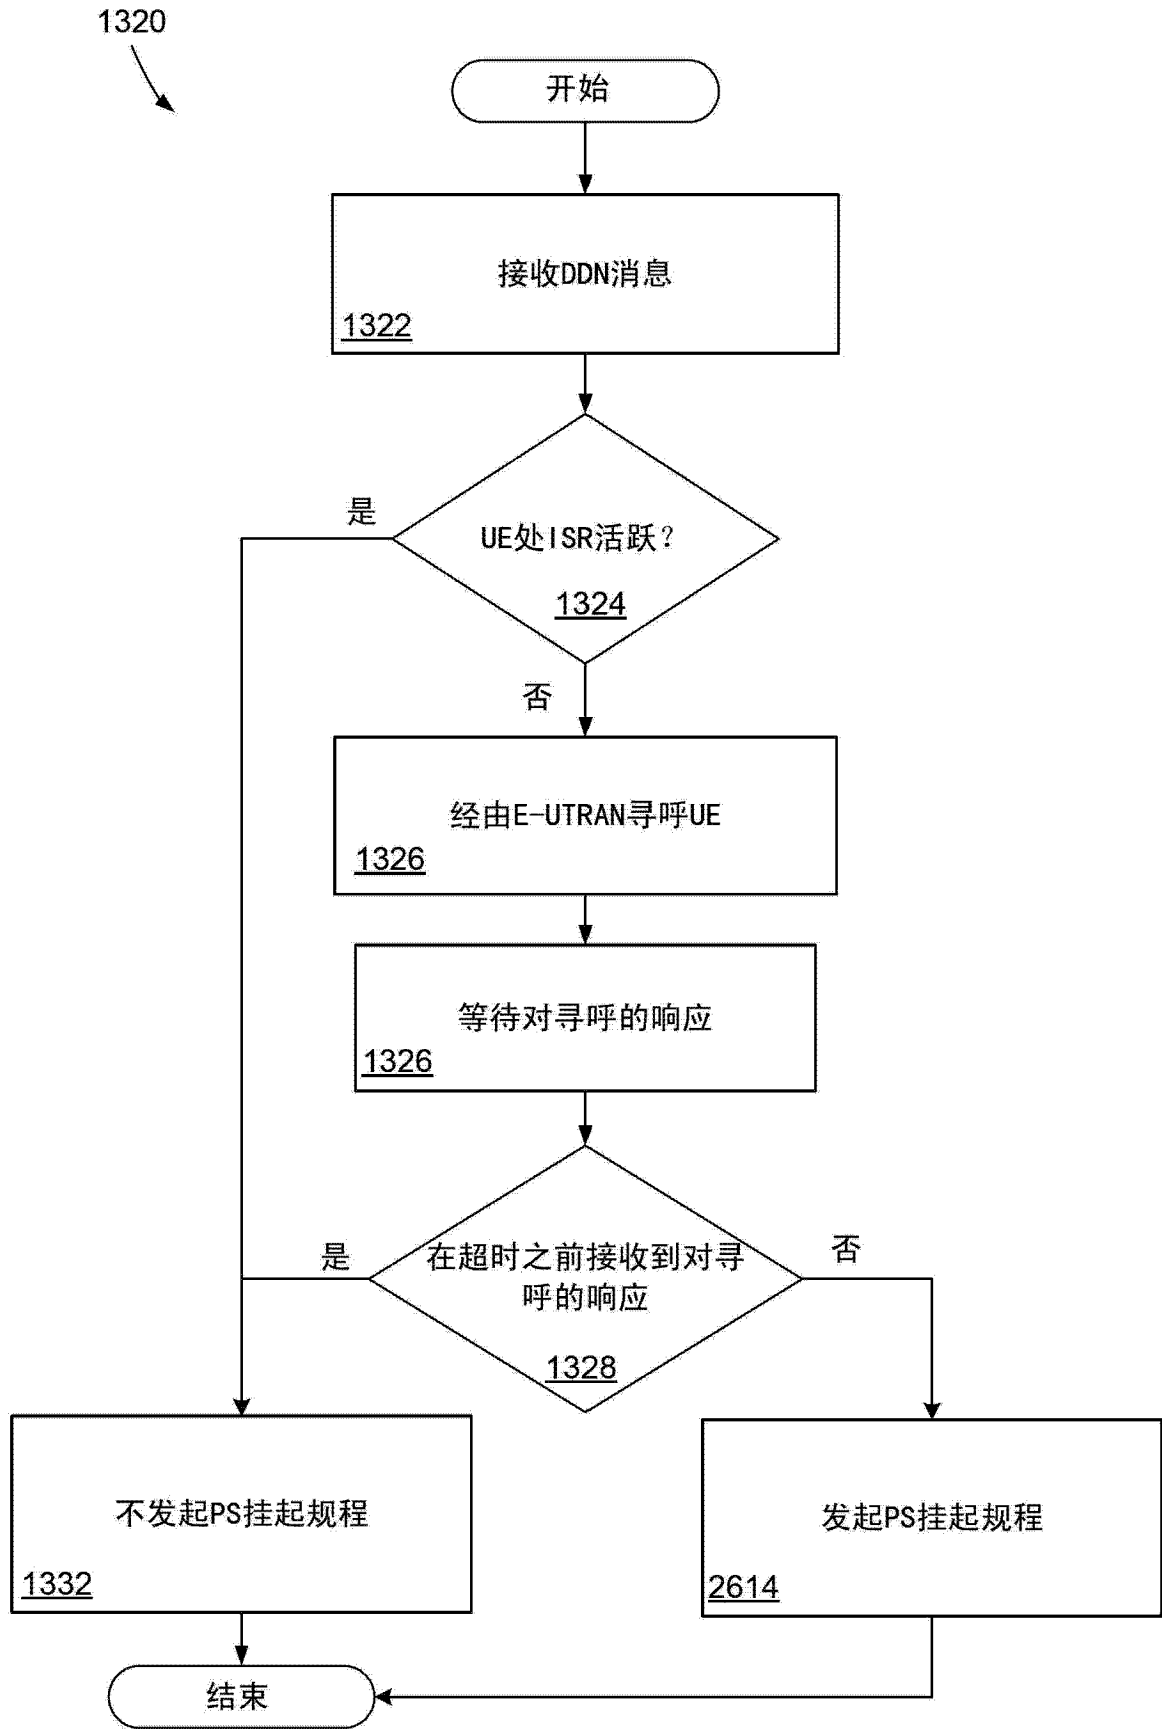 1320
开始
接收DDN消息
1322
是
UE处ISR活跃？
1324
否
经由E-UTRAN寻呼UE
1326
等待对寻呼的响应
1326
是
在超时之前接收到对寻
呼的响应
否
1328
不发起PS挂起规程
1332
发起PS挂起规程
2614
结束